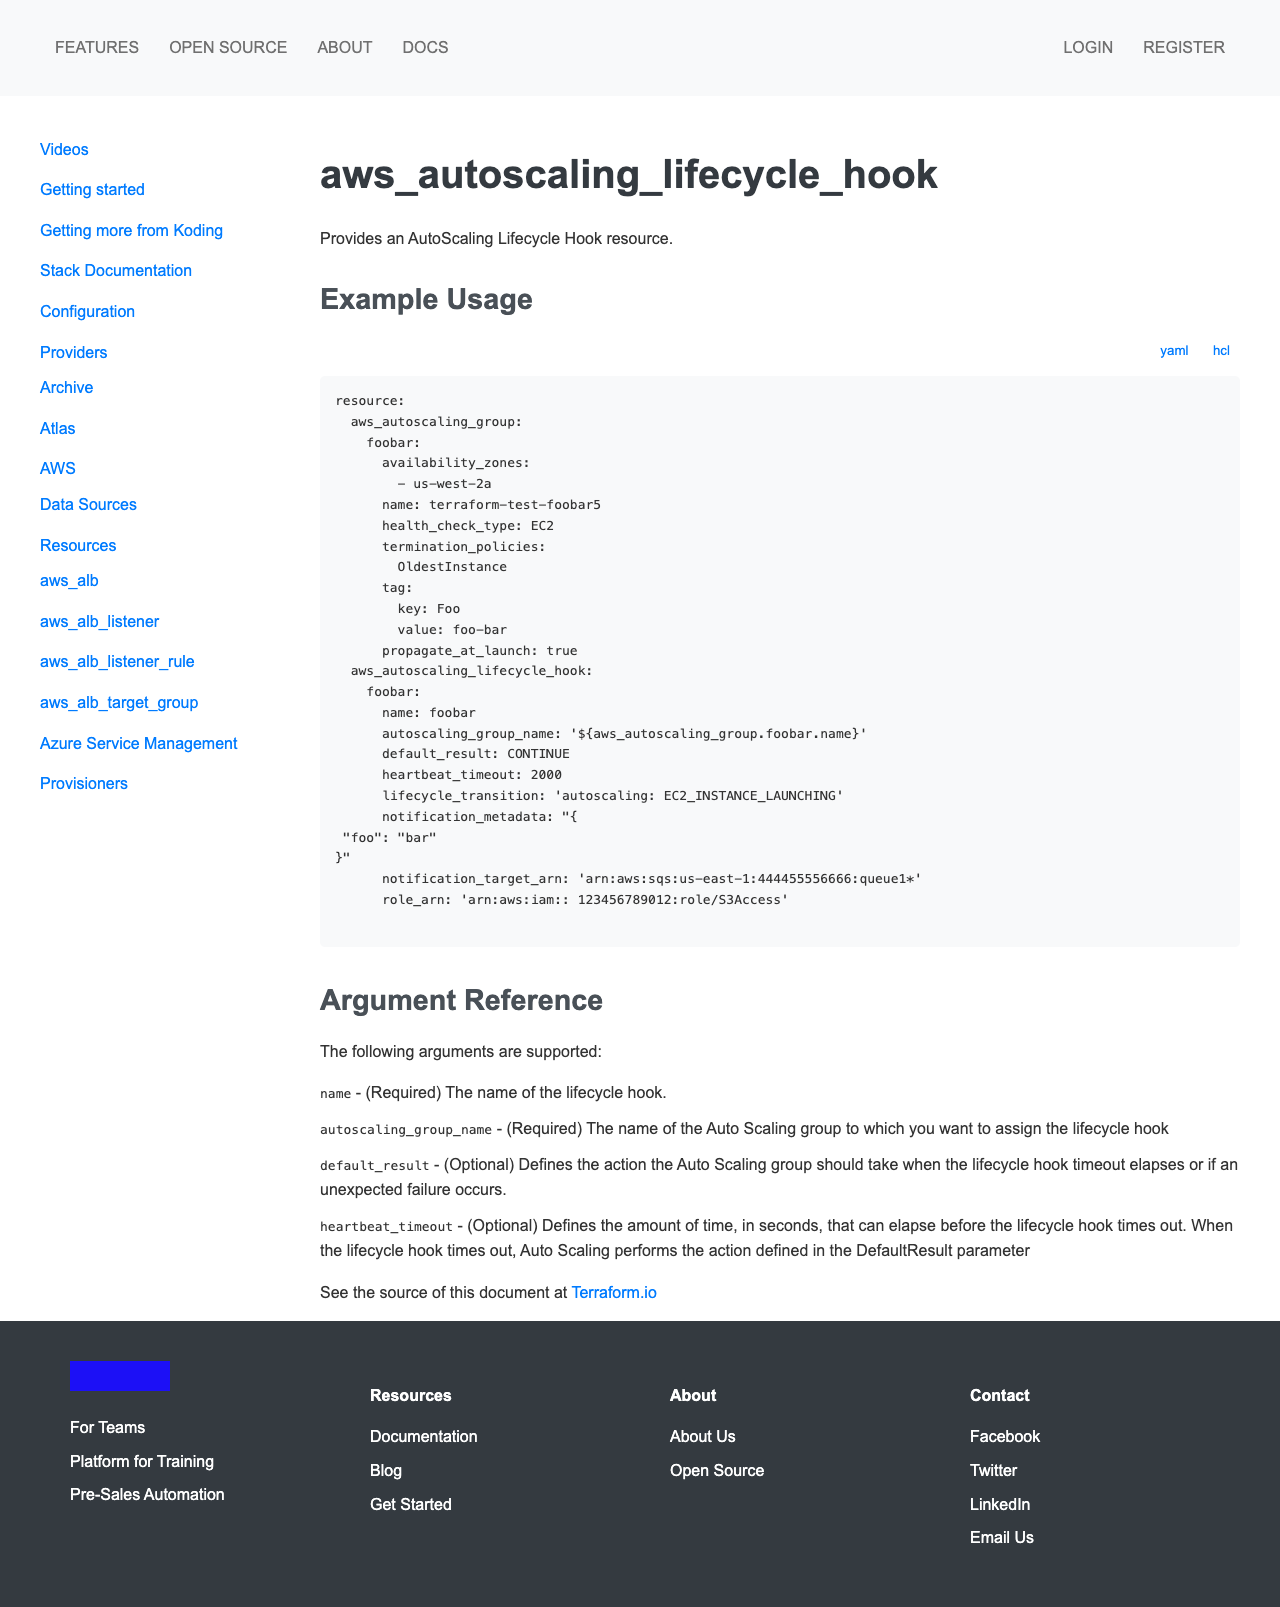 FEATURES OPEN SOURCE ABOUT DOCS LOGIN REGISTER
Videos
Getting started
Getting more from Koding
Stack Documentation
Configuration
Providers
Archive
Atlas
AWS
Data Sources
Resources
aws_alb
aws_alb_listener
aws_alb_listener_rule
aws_alb_target_group
Azure Service Management
Provisioners
aws_autoscaling_lifecycle_hook
Provides an AutoScaling Lifecycle Hook resource.
Example Usage
yaml hcl
resource:
  aws_autoscaling_group:
    foobar:
      availability_zones:
        - us-west-2a
      name: terraform-test-foobar5
      health_check_type: EC2
      termination_policies:
        OldestInstance
      tag:
        key: Foo
        value: foo-bar
      propagate_at_launch: true
  aws_autoscaling_lifecycle_hook:
    foobar:
      name: foobar
      autoscaling_group_name: '${aws_autoscaling_group.foobar.name}'
      default_result: CONTINUE
      heartbeat_timeout: 2000
      lifecycle_transition: 'autoscaling: EC2_INSTANCE_LAUNCHING'
      notification_metadata: "{
 "foo": "bar"
}"
      notification_target_arn: 'arn:aws:sqs:us-east-1:444455556666:queue1*'
      role_arn: 'arn:aws:iam:: 123456789012:role/S3Access'
Argument Reference
The following arguments are supported:
name - (Required) The name of the lifecycle hook.
autoscaling_group_name - (Required) The name of the Auto Scaling group to which you want to assign the lifecycle hook
default_result - (Optional) Defines the action the Auto Scaling group should take when the lifecycle hook timeout elapses or if an
unexpected failure occurs.
heartbeat_timeout - (Optional) Defines the amount of time, in seconds, that can elapse before the lifecycle hook times out. When
the lifecycle hook times out, Auto Scaling performs the action defined in the DefaultResult parameter
See the source of this document at Terraform.io
For Teams
Platform for Training
Pre-Sales Automation
Resources
Documentation
Blog
Get Started
About
About Us
Open Source
Contact
Facebook
Twitter
LinkedIn
Email Us